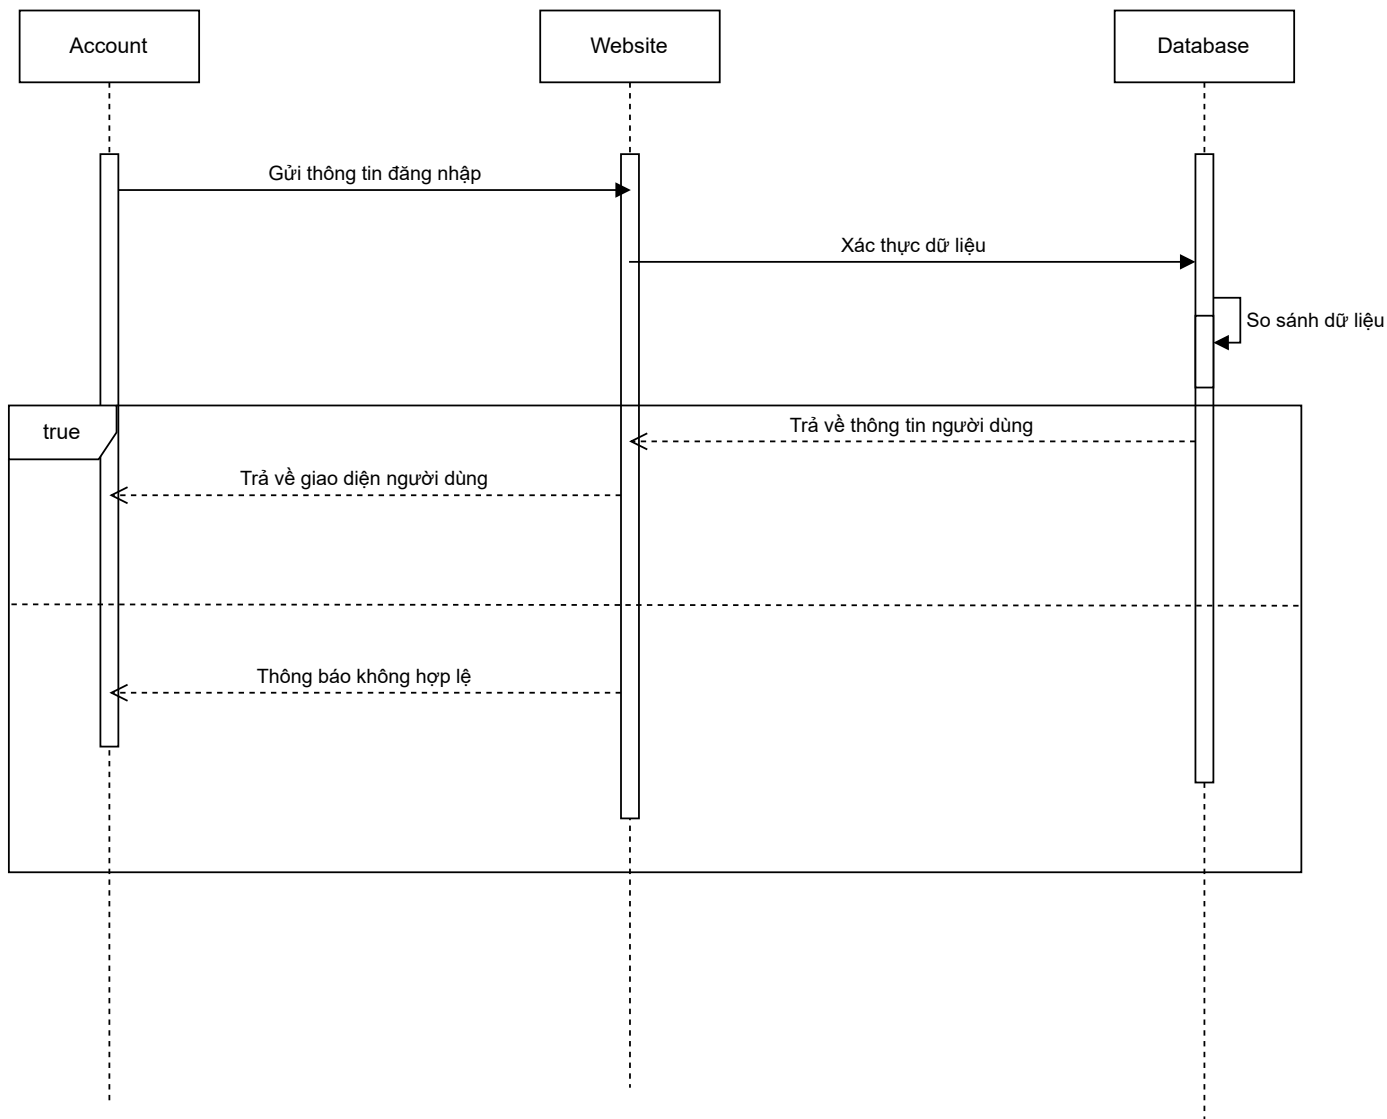 Account
Website
Database
Gửi thông tin đăng nhập
Xác thực dữ liệu
So sánh dữ liệu
true
Trả về thông tin người dùng
Trả về giao diện người dùng
Thông báo không hợp lệ